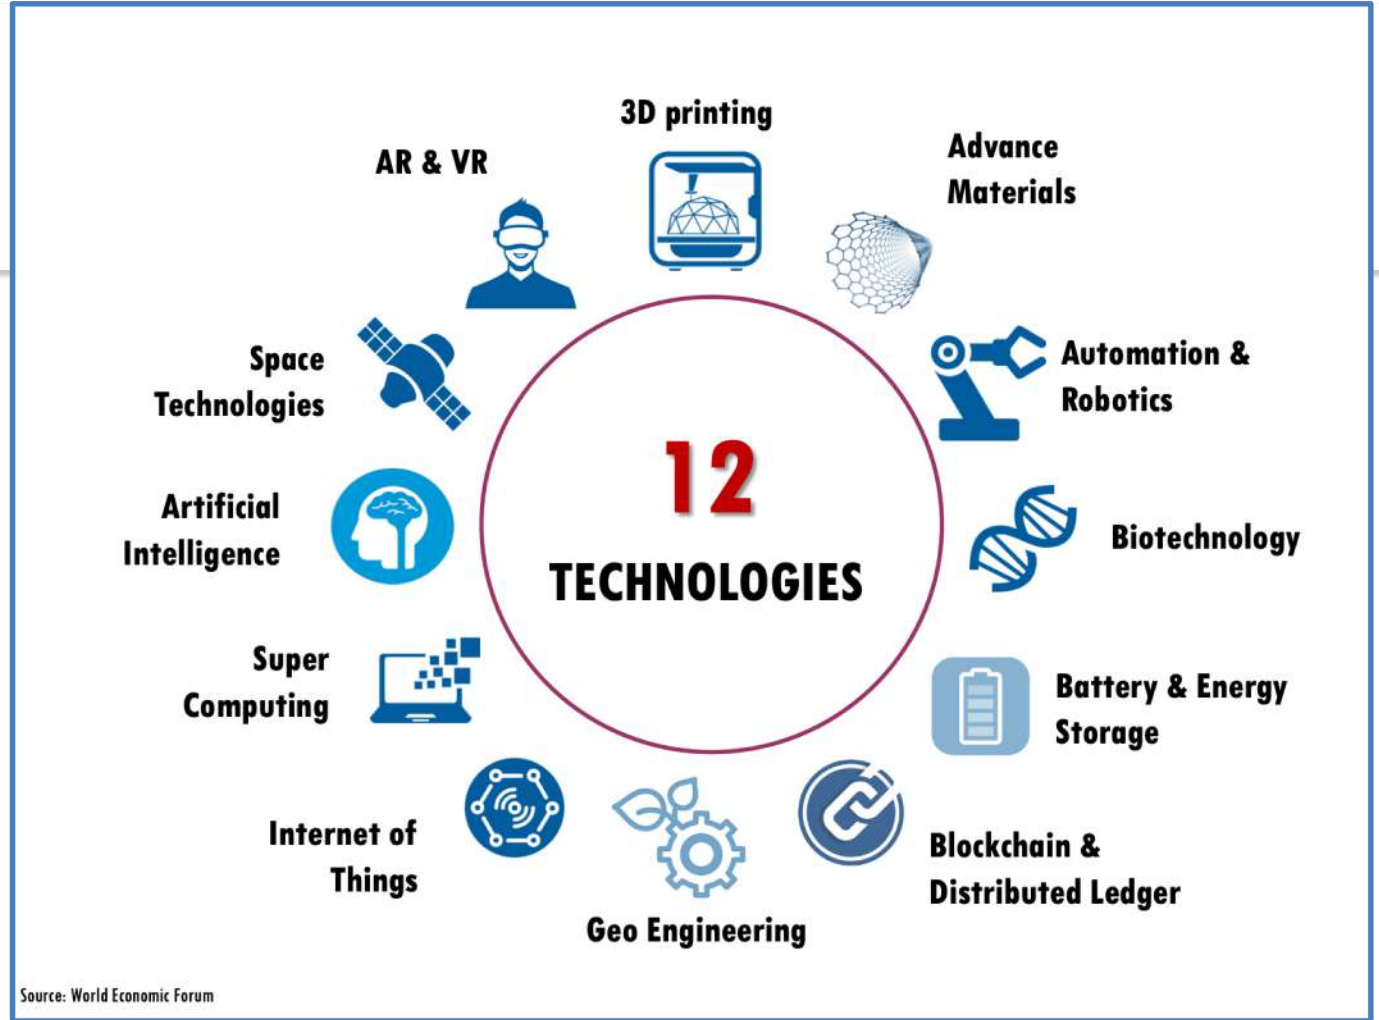 3D printing
Advance
Materials
Automation &
Robotics
Biotechnology
Battery & Energy
Storage
Blockchain &
Distributed Ledger
Geo Engineering
Internet of
Things
Super
Computing
Artificial
Intelligence
Space
Technologies
AR & VR
12
TECHNOLOGIES
Source: World Economic Forum